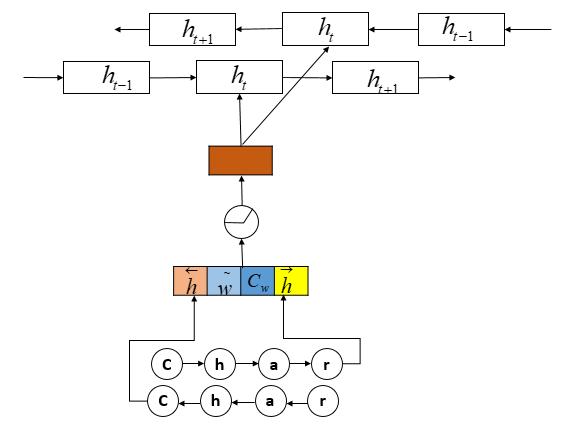 h_{t+1} h_t h_{t-1}
h_{t-1} h_t h_{t+1}
\overleftarrow{h} \tilde{w} C_w \overrightarrow{h}
C h a r
C h a r